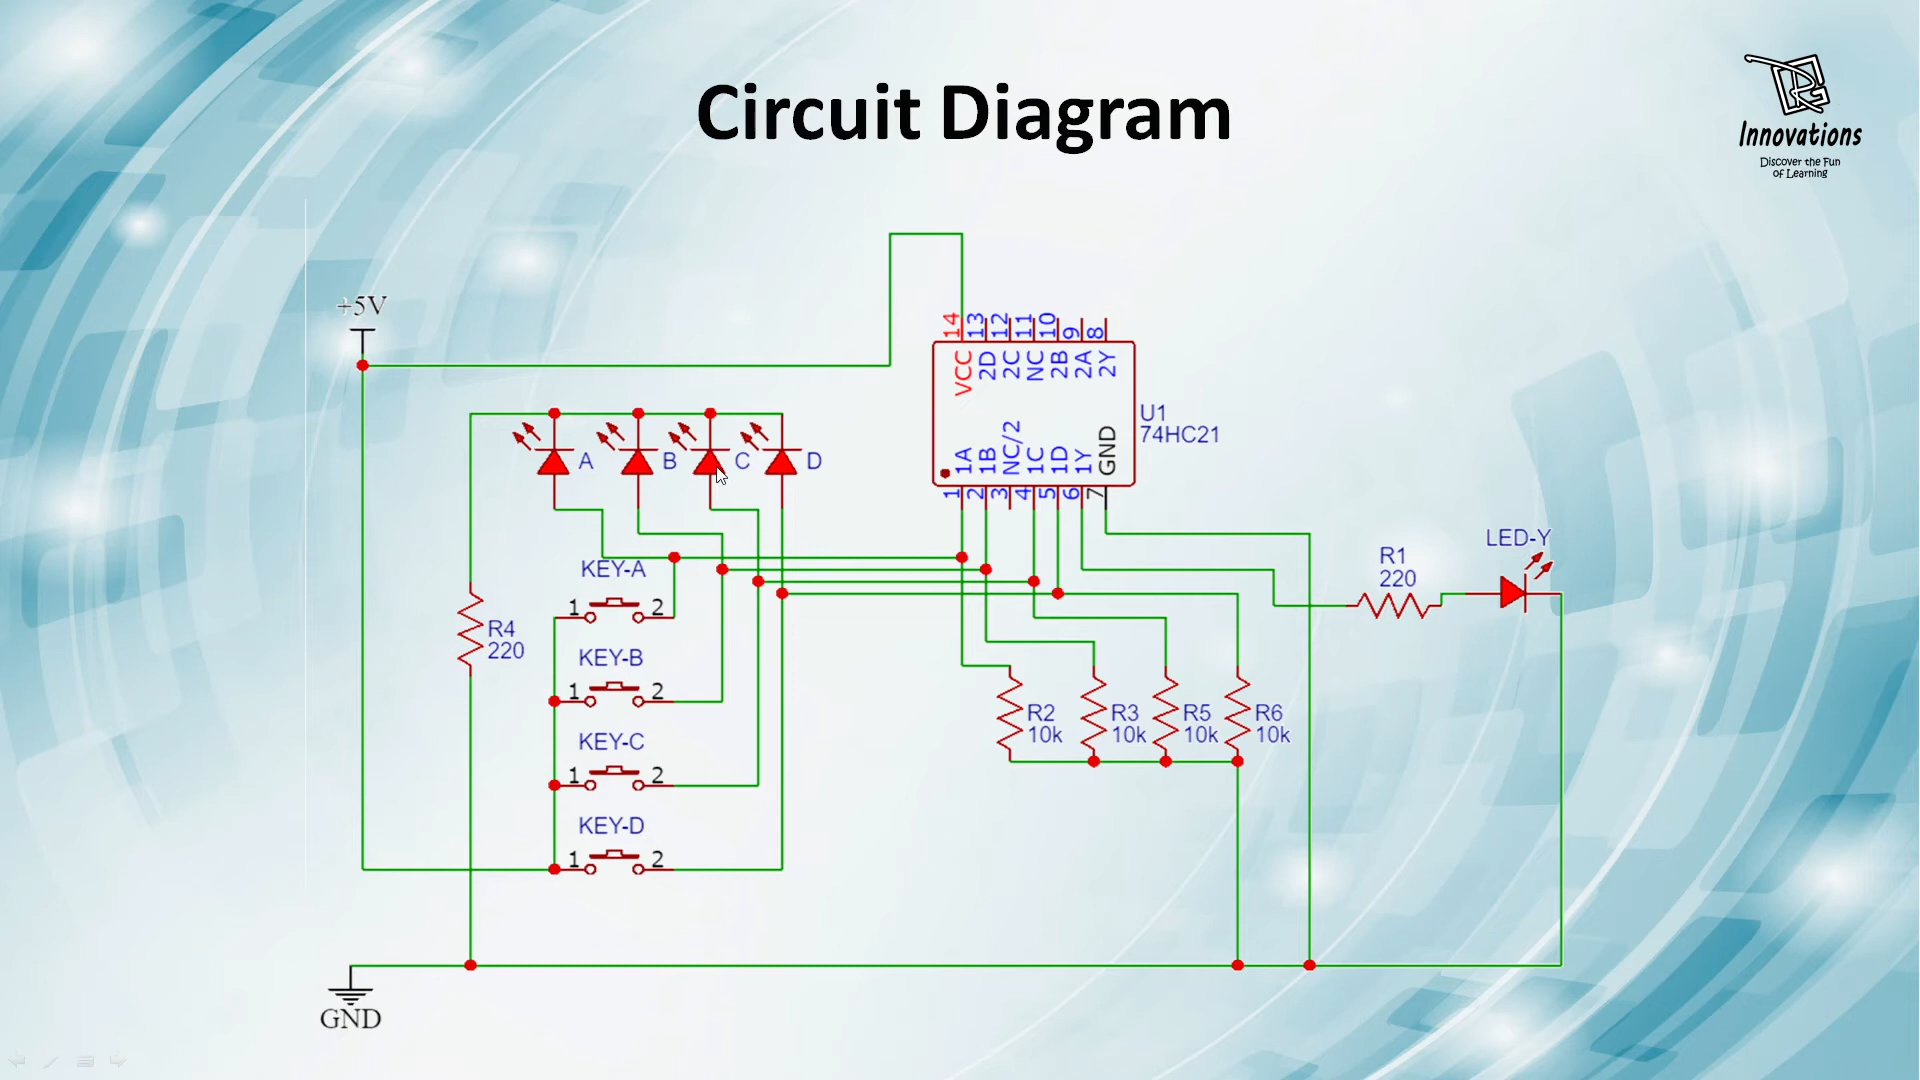 Circuit Diagram
Innovations
Discover the Fun
of Learning
+5V
14
13
12
11
10
9
8
VCC
2D
2C
NC
2B
2A
2Y
U1
74HC21
1A
1B
NC/2
1C
1D
1Y
GND
1
2
3
4
5
6
7
A
B
C
D
LED-Y
R1
220
KEY-A
1
2
R4
220
KEY-B
1
2
R2
10k
R3
10k
R5
10k
R6
10k
KEY-C
1
2
KEY-D
1
2
GND